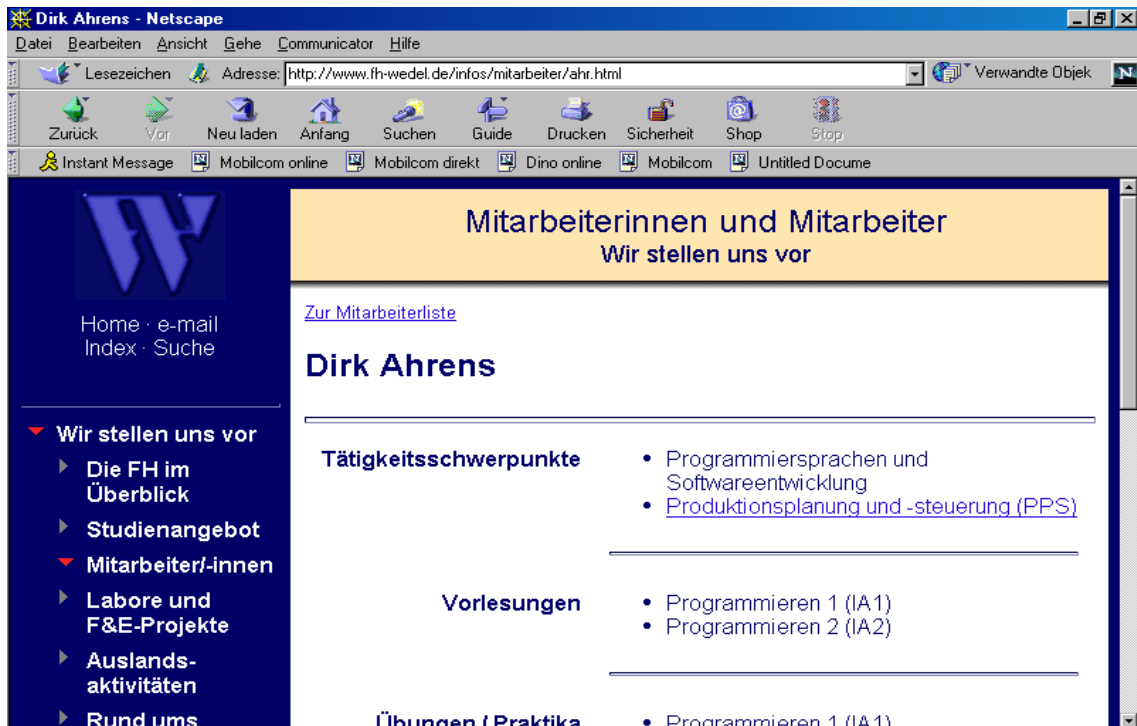 Dirk Ahrens - Netscape
Datei Bearbeiten Ansicht Gehe Communicator Hilfe
Lesezeichen Adresse: http://www.fh-wedel.de/infos/mitarbeiter/ahr.html Verwandte Objek N
Zurück Vor Neu laden Anfang Suchen Guide Drucken Sicherheit Shop Stop
Instant Message Mobilcom online Mobilcom direkt Dino online Mobilcom Untitled Docume
W
Home · e-mail
Index · Suche
Wir stellen uns vor
Die FH im
Überblick
Studienangebot
Mitarbeiter/-innen
Labore und
F&E-Projekte
Auslands-
aktivitäten
Rund ums
Mitarbeiterinnen und Mitarbeiter
Wir stellen uns vor
Zur Mitarbeiterliste
Dirk Ahrens
Tätigkeitsschwerpunkte
• Programmiersprachen und
Softwareentwicklung
• Produktionsplanung und -steuerung (PPS)
Vorlesungen
• Programmieren 1 (IA1)
• Programmieren 2 (IA2)
Übungen / Praktika
• Programmieren 1 (IA1)